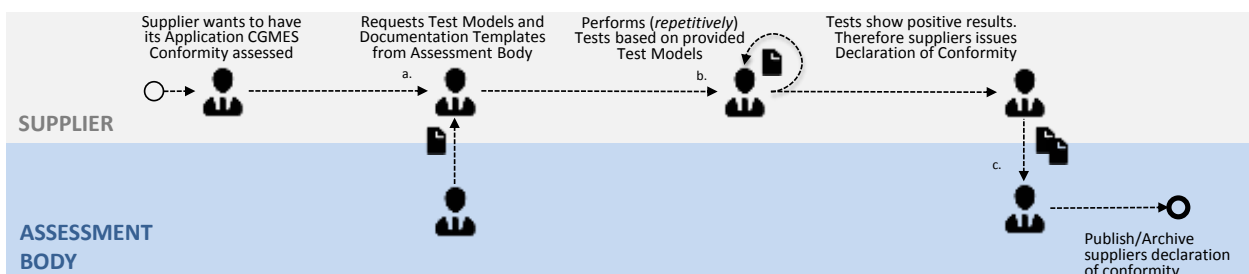 Supplier wants to have
its Application CGMES
Conformity assessed
Requests Test Models and
Documentation Templates
from Assessment Body
Performs (repetitively)
Tests based on provided
Test Models
Tests show positive results.
Therefore suppliers issues
Declaration of Conformity
a.
b.
SUPPLIER
c.
ASSESSMENT
BODY
Publish/Archive
suppliers declaration
of conformity